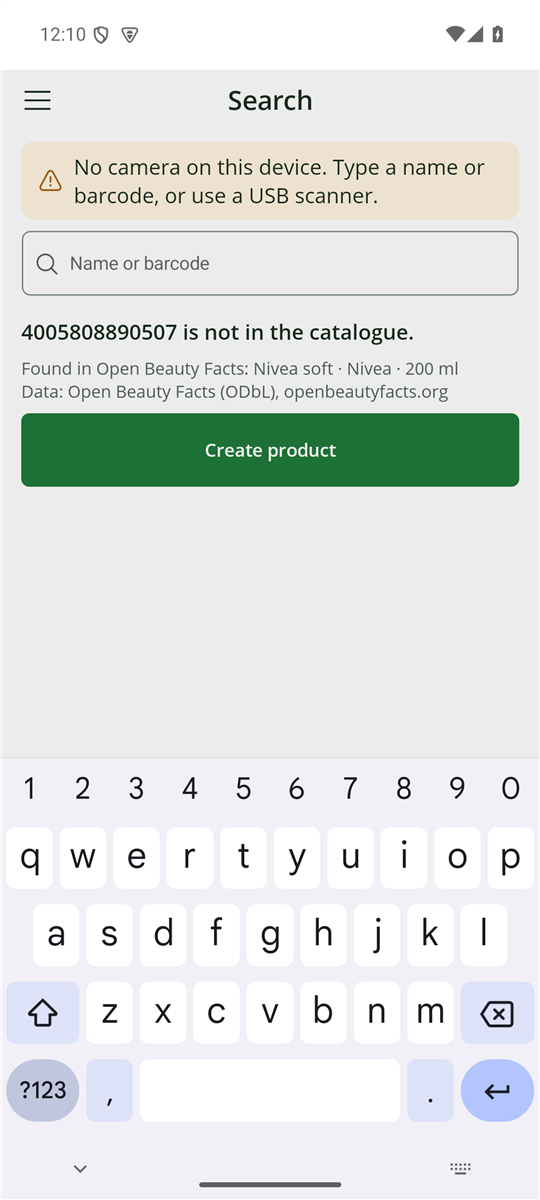 12:10
Search
No camera on this device. Type a name or
barcode, or use a USB scanner.
Name or barcode
4005808890507 is not in the catalogue.
Found in Open Beauty Facts: Nivea soft · Nivea · 200 ml
Data: Open Beauty Facts (ODbL), openbeautyfacts.org
Create product
1 2 3 4 5 6 7 8 9 0
q w e r t y u i o p
a s d f g h j k l
z x c v b n m
?123 , .